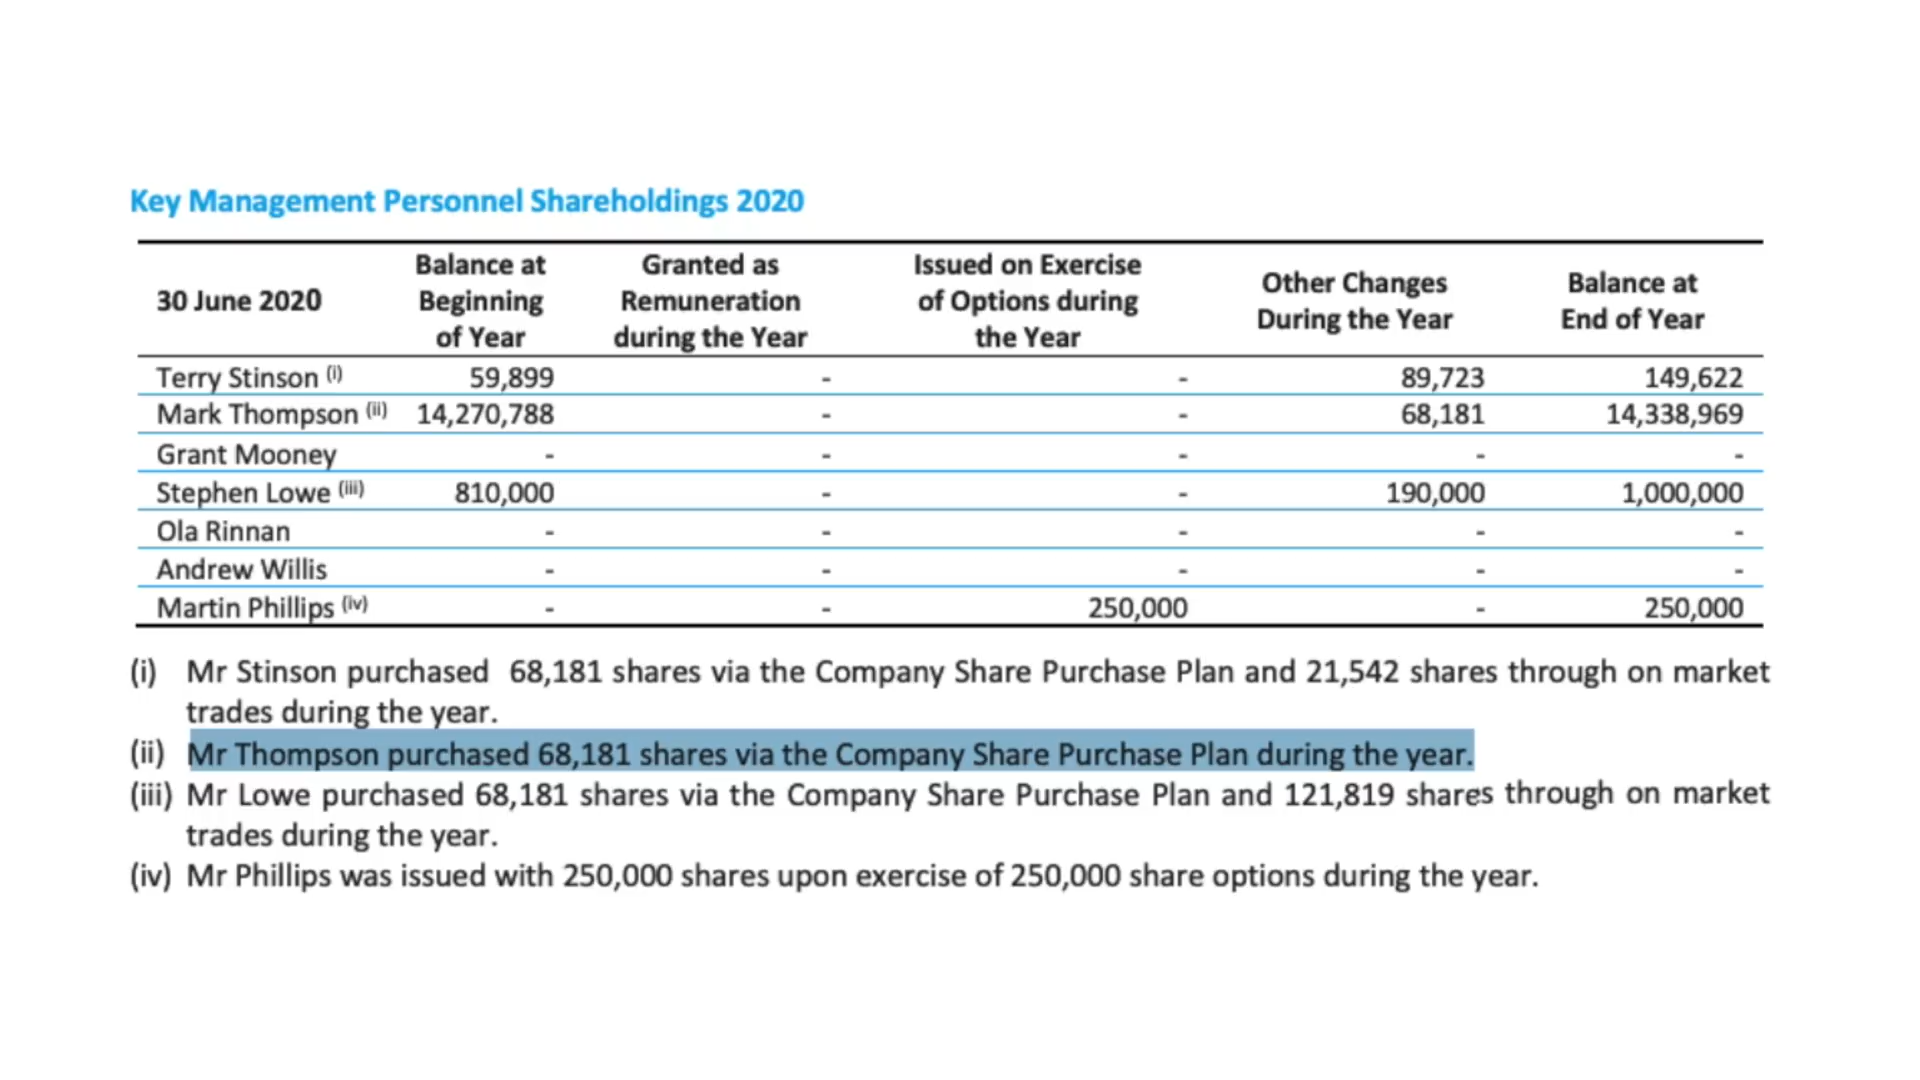 Key Management Personnel Shareholdings 2020
30 June 2020 Balance at Beginning of Year Granted as Remuneration during the Year Issued on Exercise of Options during the Year Other Changes During the Year Balance at End of Year
Terry Stinson (i) 59,899 - - 89,723 149,622
Mark Thompson (ii) 14,270,788 - - 68,181 14,338,969
Grant Mooney - - - - -
Stephen Lowe (iii) 810,000 - - 190,000 1,000,000
Ola Rinnan - - - - -
Andrew Willis - - - - -
Martin Phillips (iv) - - 250,000 - 250,000
(i) Mr Stinson purchased 68,181 shares via the Company Share Purchase Plan and 21,542 shares through on market
trades during the year.
(ii) Mr Thompson purchased 68,181 shares via the Company Share Purchase Plan during the year.
(iii) Mr Lowe purchased 68,181 shares via the Company Share Purchase Plan and 121,819 shares through on market
trades during the year.
(iv) Mr Phillips was issued with 250,000 shares upon exercise of 250,000 share options during the year.